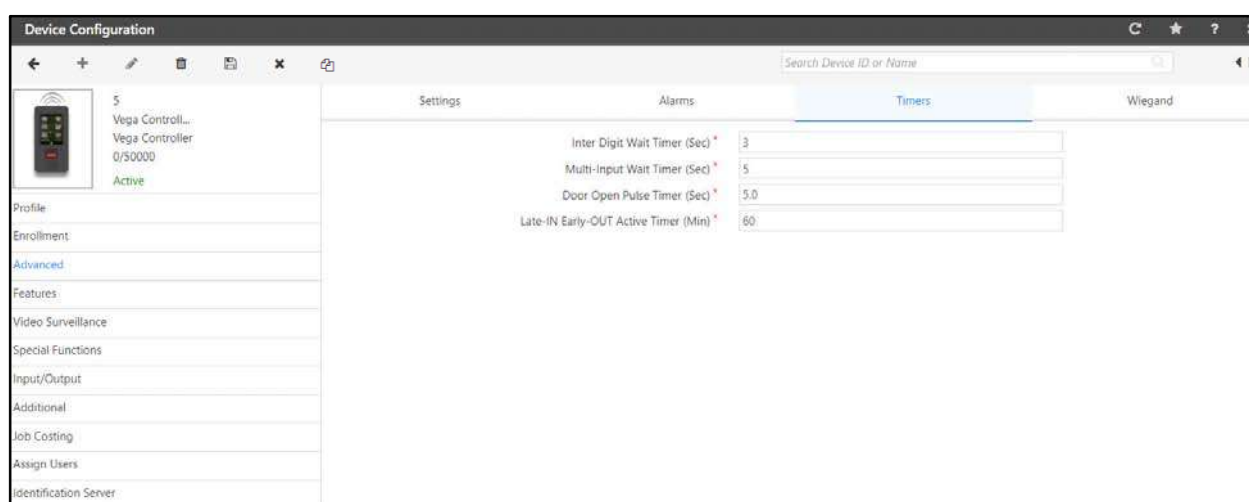 Device Configuration
?
Search Device ID or Name
5
Vega Controll...
Vega Controller
0/50000
Active
Profile
Enrollment
Advanced
Features
Video Surveillance
Special Functions
Input/Output
Additional
Job Costing
Assign Users
Identification Server
Settings Alarms Timers Wiegand
Inter Digit Wait Timer (Sec) * 3
Multi-Input Wait Timer (Sec) * 5
Door Open Pulse Timer (Sec) * 5.0
Late-IN Early-OUT Active Timer (Min) * 60